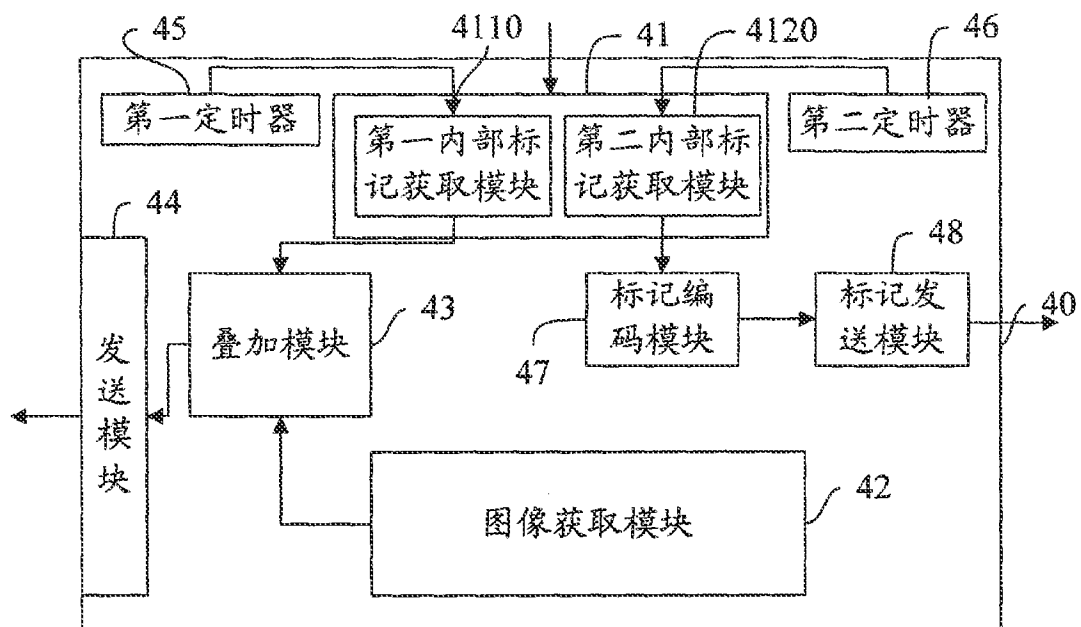 45
4110
41
4120
46
第一定时器
第一内部标
记获取模块
第二内部标
记获取模块
第二定时器
44
48
叠加模块
43
标记编
码模块
47
标记发
送模块
40
发
送
模
块
图像获取模块
42